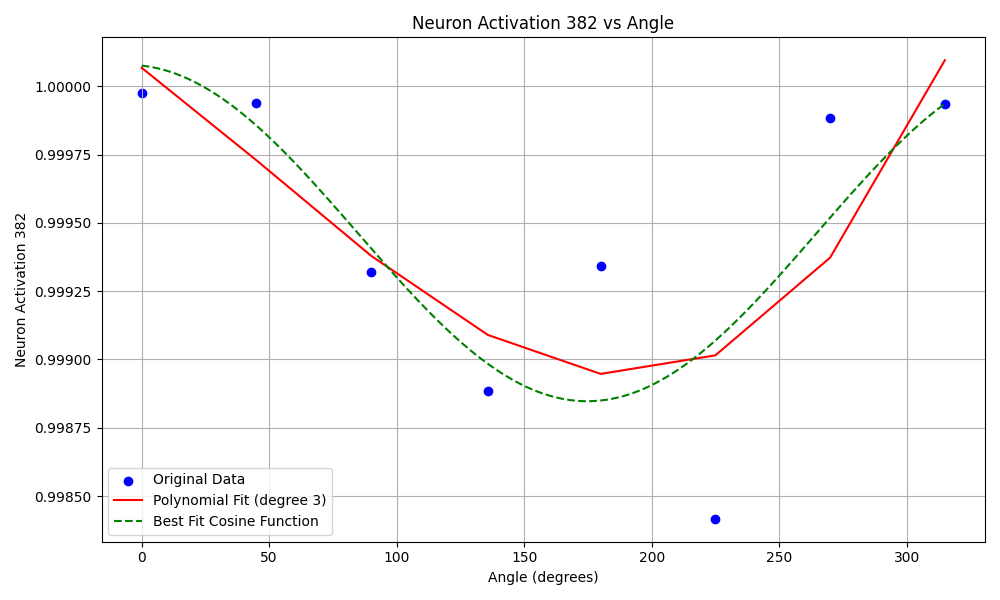 Neuron Activation 382 vs Angle
Neuron Activation 382
1.00000
0.99975
0.99950
0.99925
0.99900
0.99875
0.99850
Original Data
Polynomial Fit (degree 3)
Best Fit Cosine Function
0 50 100 150 200 250 300
Angle (degrees)